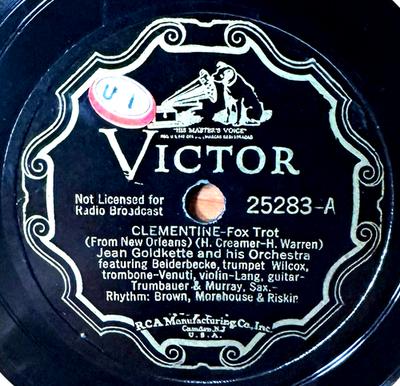 U I
"HIS MASTER'S VOICE"
VICTOR
Not Licensed for
Radio Broadcast
25283-A
CLEMENTINE-Fox Trot
(From New Orleans) (H. Creamer-H. Warren)
Jean Goldkette and his Orchestra
featuring Beiderbecke, trumpet Wilcox,
trombone-Venuti, violin-Lang, guitar-
Trumbauer & Murray, Sax.-
Rhythm: Brown, Morehouse & Riskin
RCA Manufacturing Co., Inc.
Camden, N.J.
U.S.A.